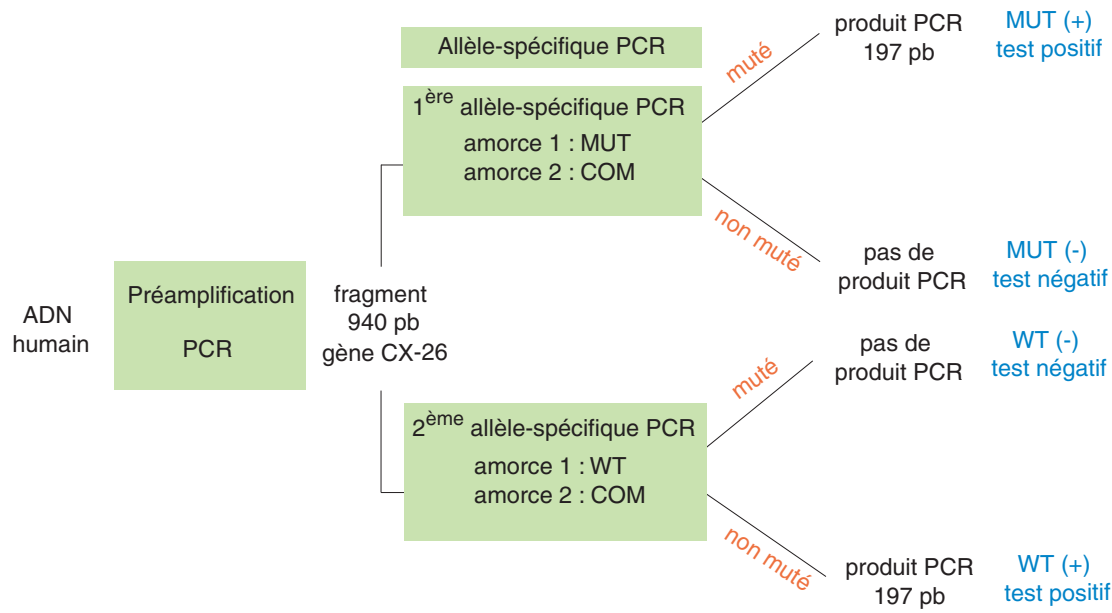 ADN
humain
Préamplification
PCR
fragment
940 pb
gène CX-26
Allèle-spécifique PCR
1ère allèle-spécifique PCR
amorce 1 : MUT
amorce 2 : COM
muté
produit PCR
197 pb
MUT (+)
test positif
non muté
pas de
produit PCR
MUT (-)
test négatif
2ème allèle-spécifique PCR
amorce 1 : WT
amorce 2 : COM
muté
pas de
produit PCR
WT (-)
test négatif
non muté
produit PCR
197 pb
WT (+)
test positif